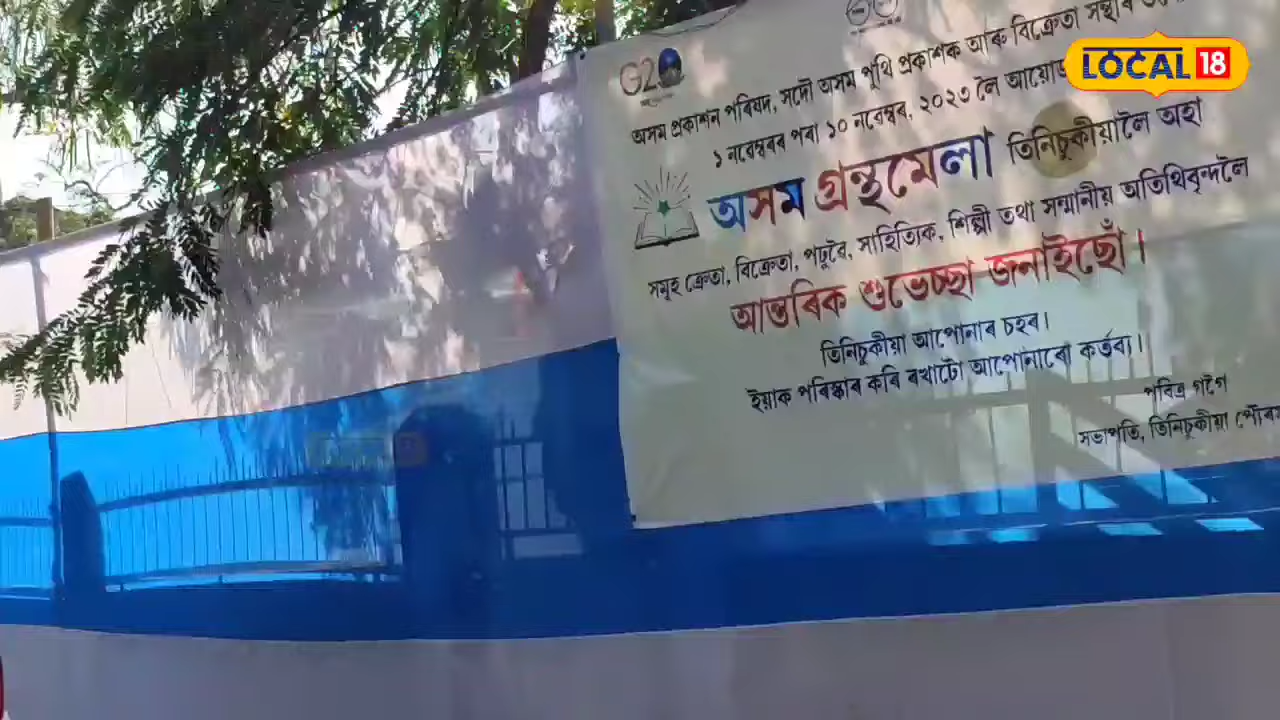 LOCAL 18
G20
অসম প্ৰকাশন পৰিষদ, সদৌ অসম পুথি প্ৰকাশক আৰু বিক্ৰেতা সন্থাৰ
১ নৱেম্বৰৰ পৰা ১০ নৱেম্বৰ, ২০২৩ লৈ
অসম গ্ৰন্থমেলা তিনিচুকীয়ালৈ অহা
সমূহ ক্ৰেতা, বিক্ৰেতা, পঢ়ুৱৈ, সাহিত্যিক, শিল্পী তথা সন্মানীয় অতিথিবৃন্দলৈ
আন্তৰিক শুভেচ্ছা জনাইছোঁ।
তিনিচুকীয়া আপোনাৰ চহৰ।
ইয়াক পৰিষ্কাৰ কৰি ৰখাটো আপোনাৰো কৰ্তব্য।।
পবিত্ৰ গগৈ
সভাপতি, তিনিচুকীয়া